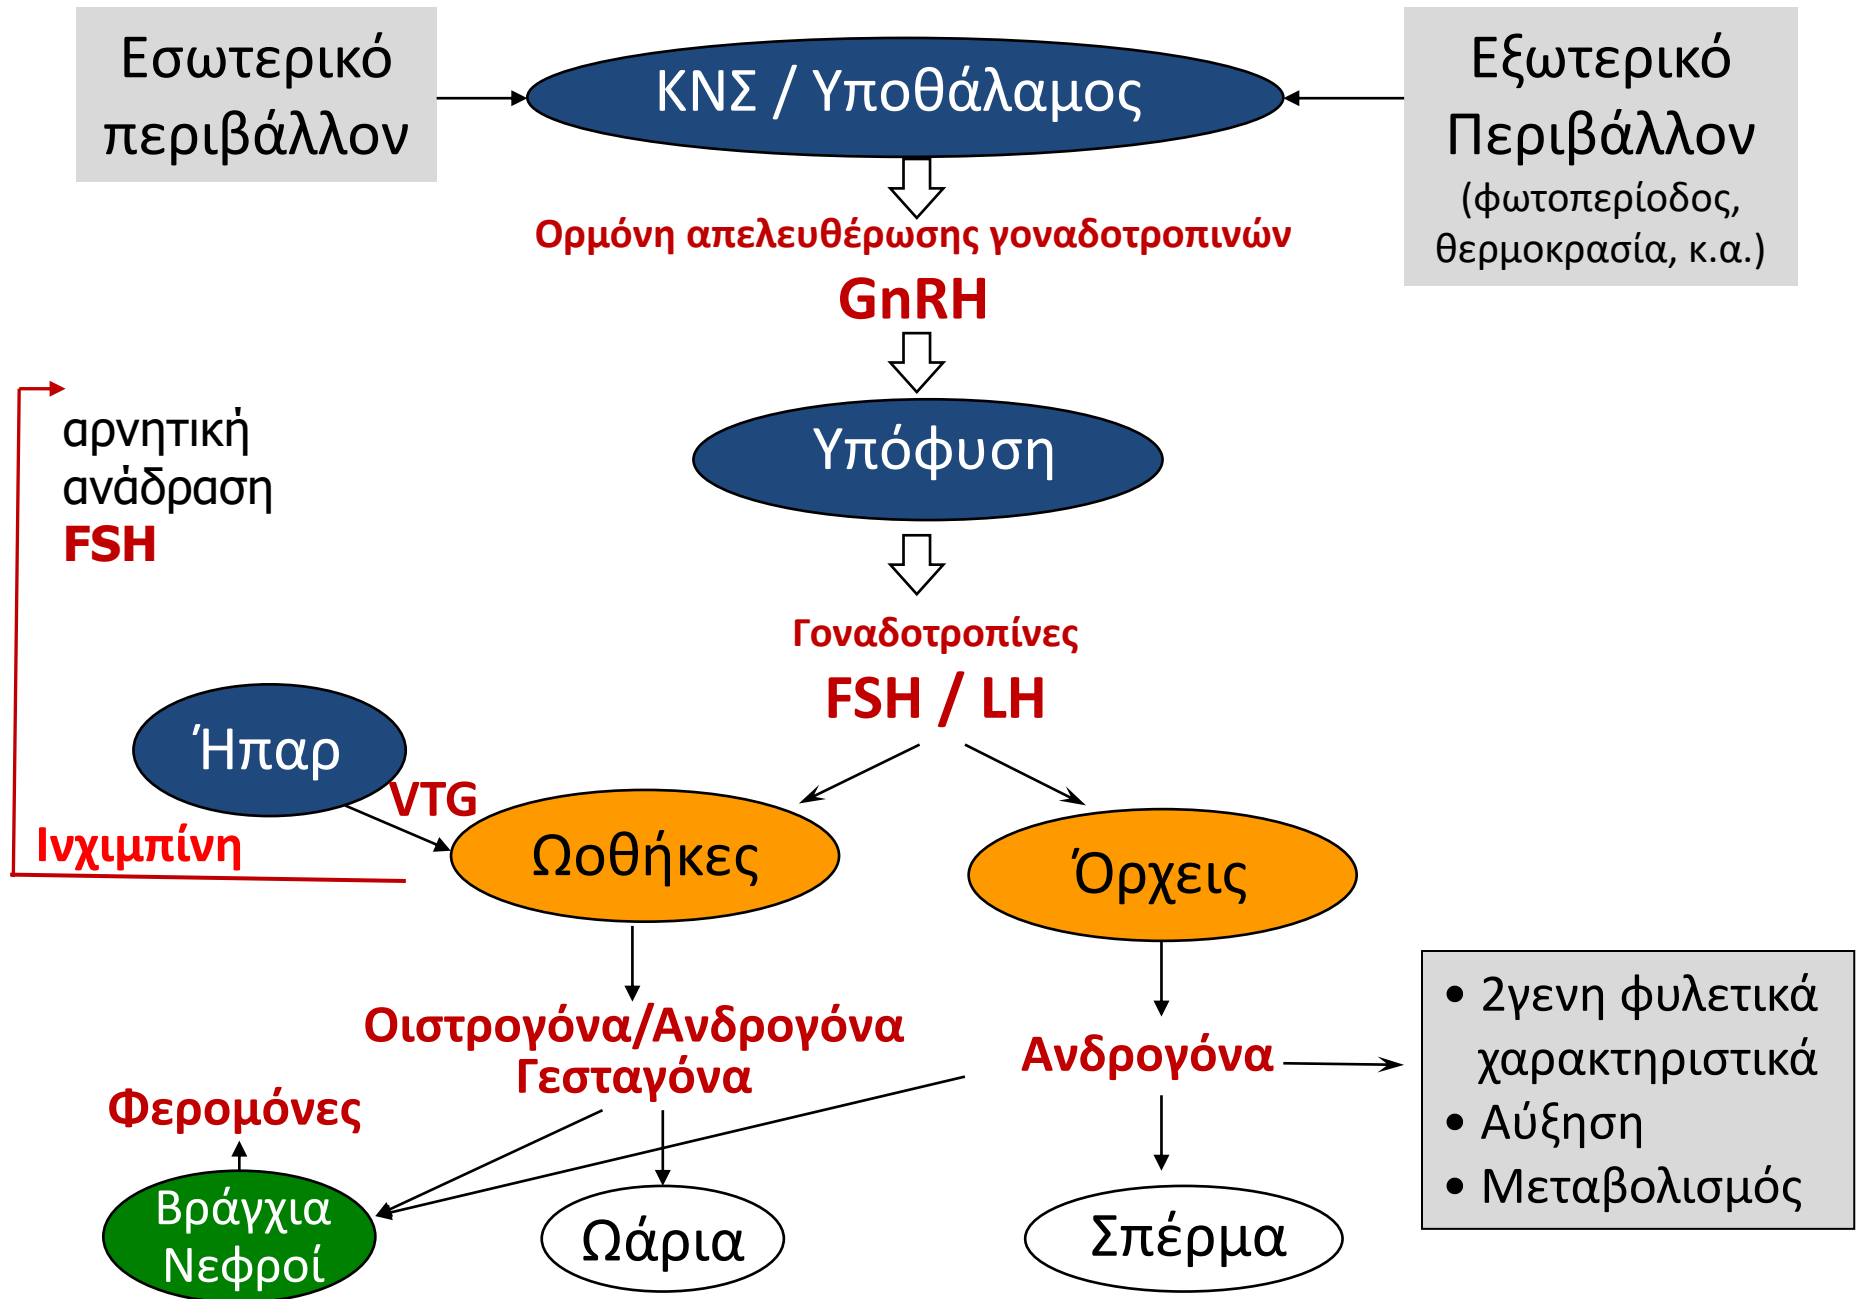 Εσωτερικό
περιβάλλον
ΚΝΣ / Υποθάλαμος
Εξωτερικό
Περιβάλλον
(φωτοπερίοδος,
θερμοκρασία, κ.α.)
Ορμόνη απελευθέρωσης γοναδοτροπινών
GnRH
αρνητική
ανάδραση
FSH
Υπόφυση
Γοναδοτροπίνες
FSH / LH
Ήπαρ
VTG
Ινχιμπίνη
Ωοθήκες
Όρχεις
Οιστρογόνα/Ανδρογόνα
Γεσταγόνα
Ανδρογόνα
• 2γενη φυλετικά
χαρακτηριστικά
• Αύξηση
• Μεταβολισμός
Φερομόνες
Βράγχια
Νεφροί
Ωάρια
Σπέρμα